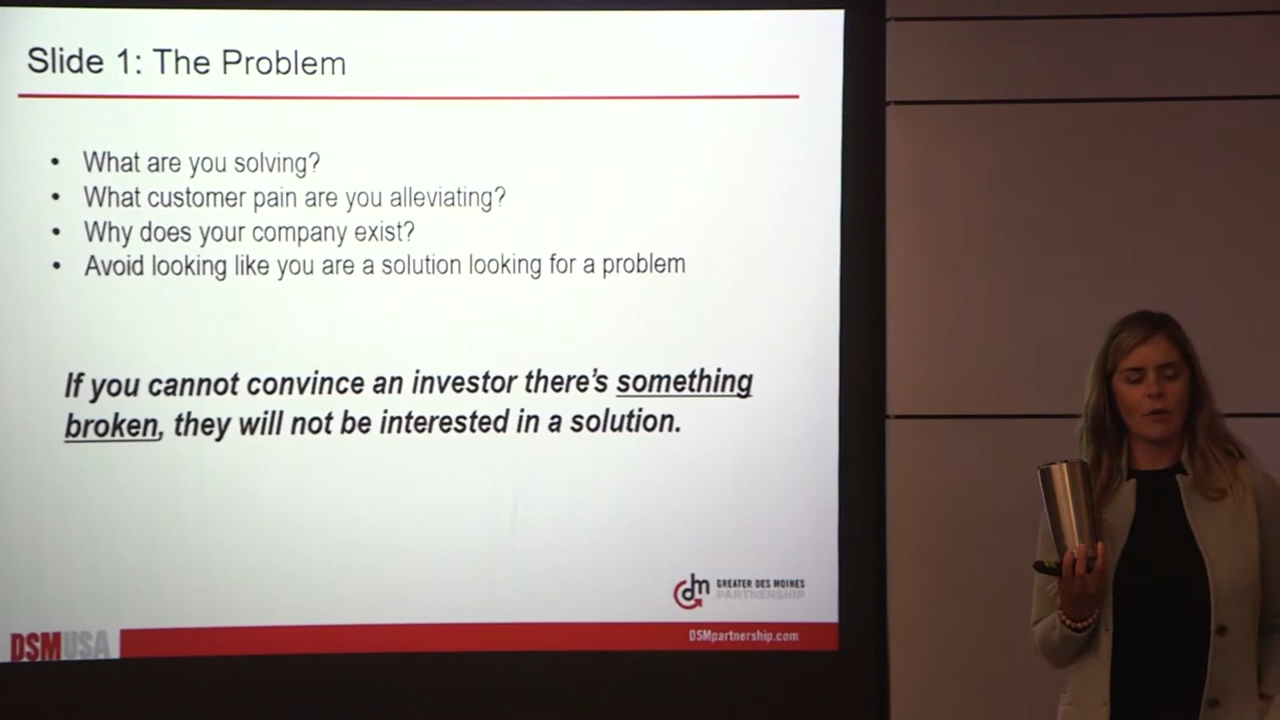 Slide 1: The Problem
• What are you solving?
• What customer pain are you alleviating?
• Why does your company exist?
• Avoid looking like you are a solution looking for a problem
If you cannot convince an investor there's something
broken, they will not be interested in a solution.
dm GREATER DES MOINES
PARTNERSHIP
DSMUSA
DSMpartnership.com